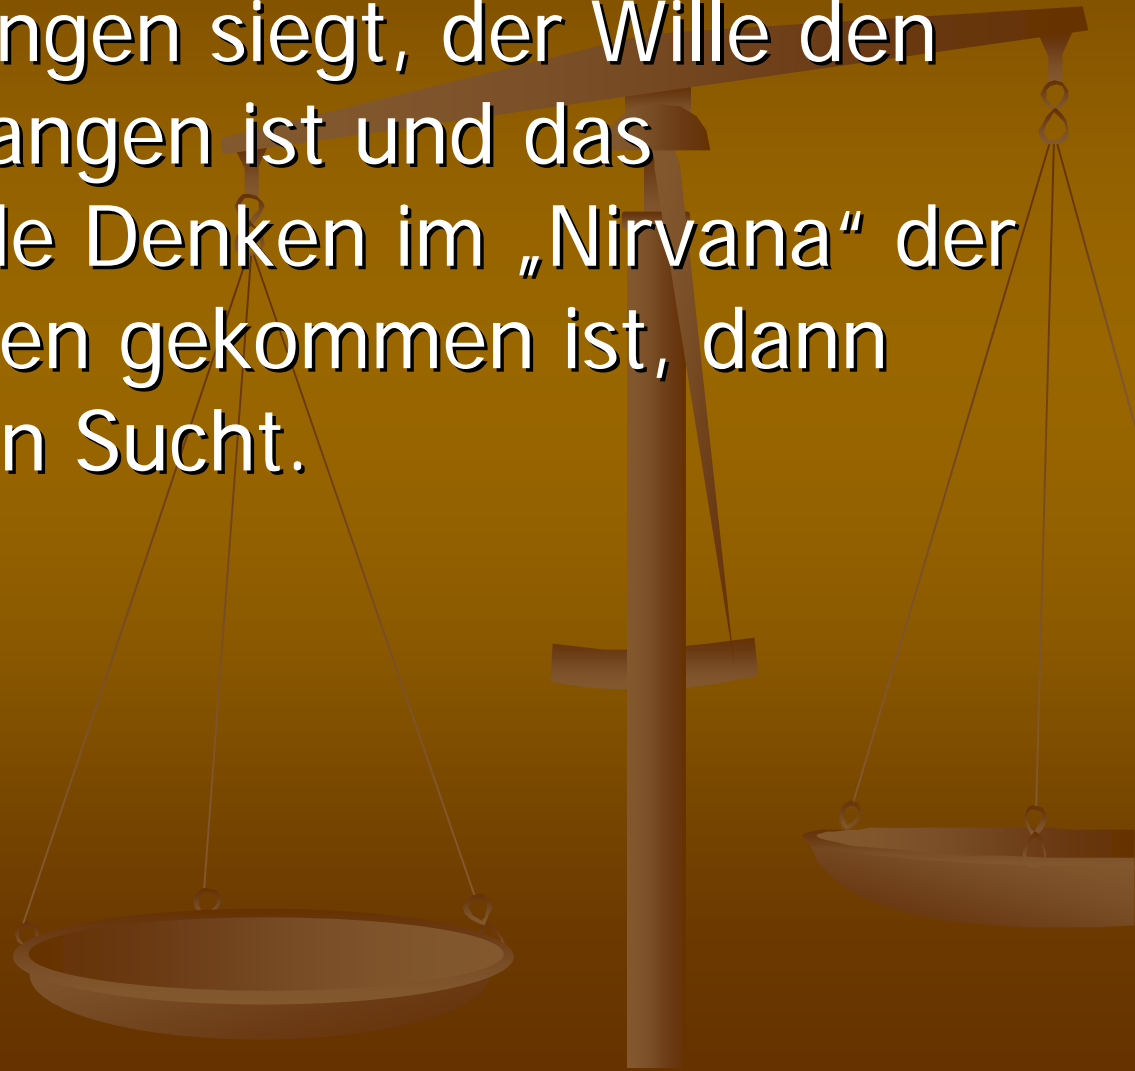 ngen siegt, der Wille den
angen ist und das
le Denken im „Nirvana“ der
en gekommen ist, dann
n Sucht.